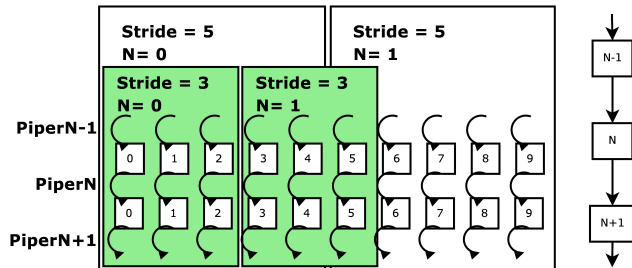 Stride = 5
N= 0
Stride = 5
N= 1
Stride = 3
N= 0
Stride = 3
N= 1
PiperN-1
0 1 2 3 4 5 6 7 8 9
PiperN
0 1 2 3 4 5 6 7 8 9
PiperN+1
N-1
N
N+1